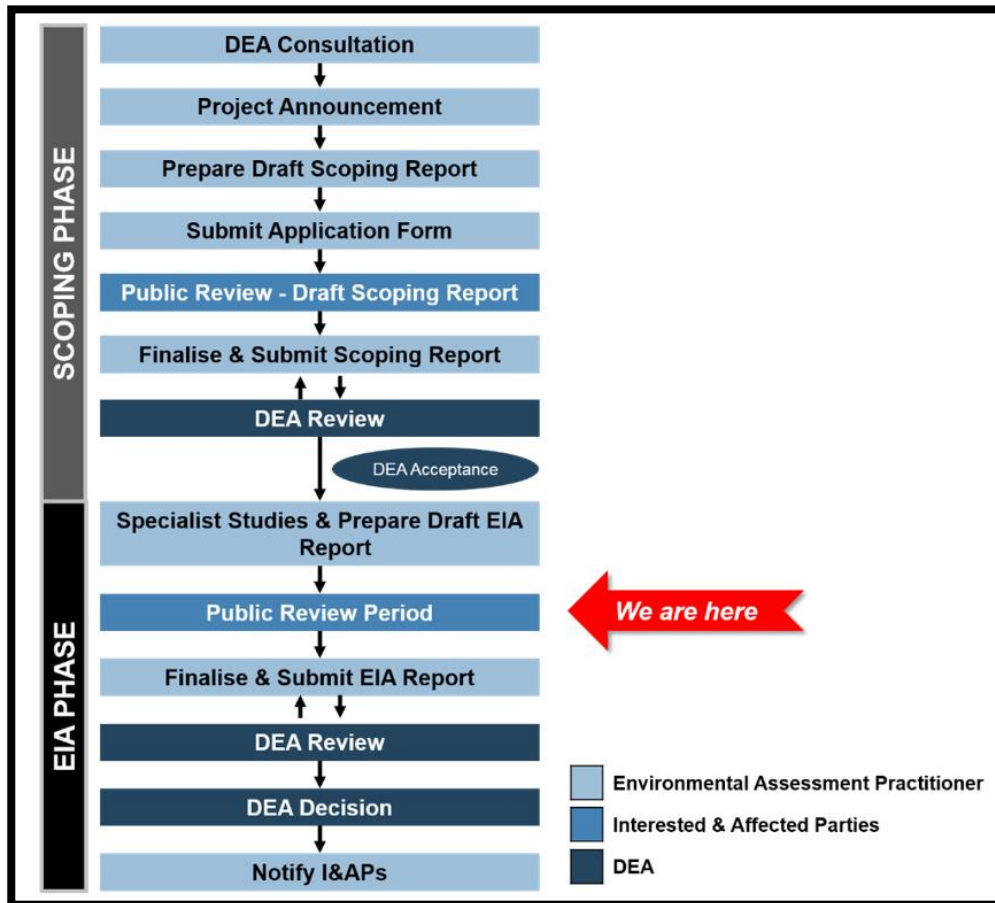 SCOPING PHASE
DEA Consultation
Project Announcement
Prepare Draft Scoping Report
Submit Application Form
Public Review - Draft Scoping Report
Finalise & Submit Scoping Report
DEA Review
DEA Acceptance
EIA PHASE
Specialist Studies & Prepare Draft EIA
Report
Public Review Period
We are here
Finalise & Submit EIA Report
DEA Review
DEA Decision
Notify I&APs
Environmental Assessment Practitioner
Interested & Affected Parties
DEA